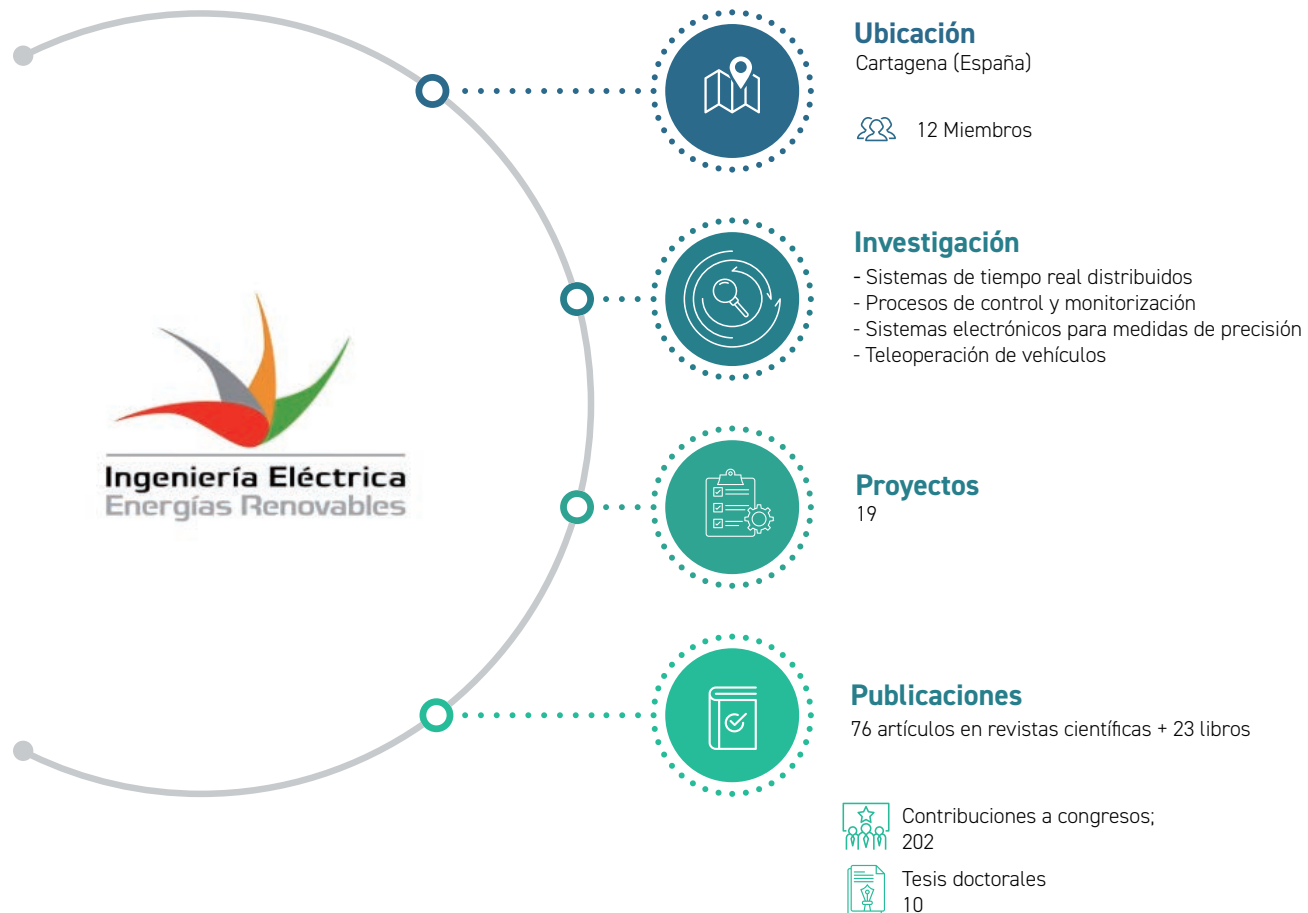 Ingeniería Eléctrica
Energías Renovables
Ubicación
Cartagena (España)
12 Miembros
Investigación
- Sistemas de tiempo real distribuidos
- Procesos de control y monitorización
- Sistemas electrónicos para medidas de precisión
- Teleoperación de vehículos
Proyectos
19
Publicaciones
76 artículos en revistas científicas + 23 libros
Contribuciones a congresos;
202
Tesis doctorales
10